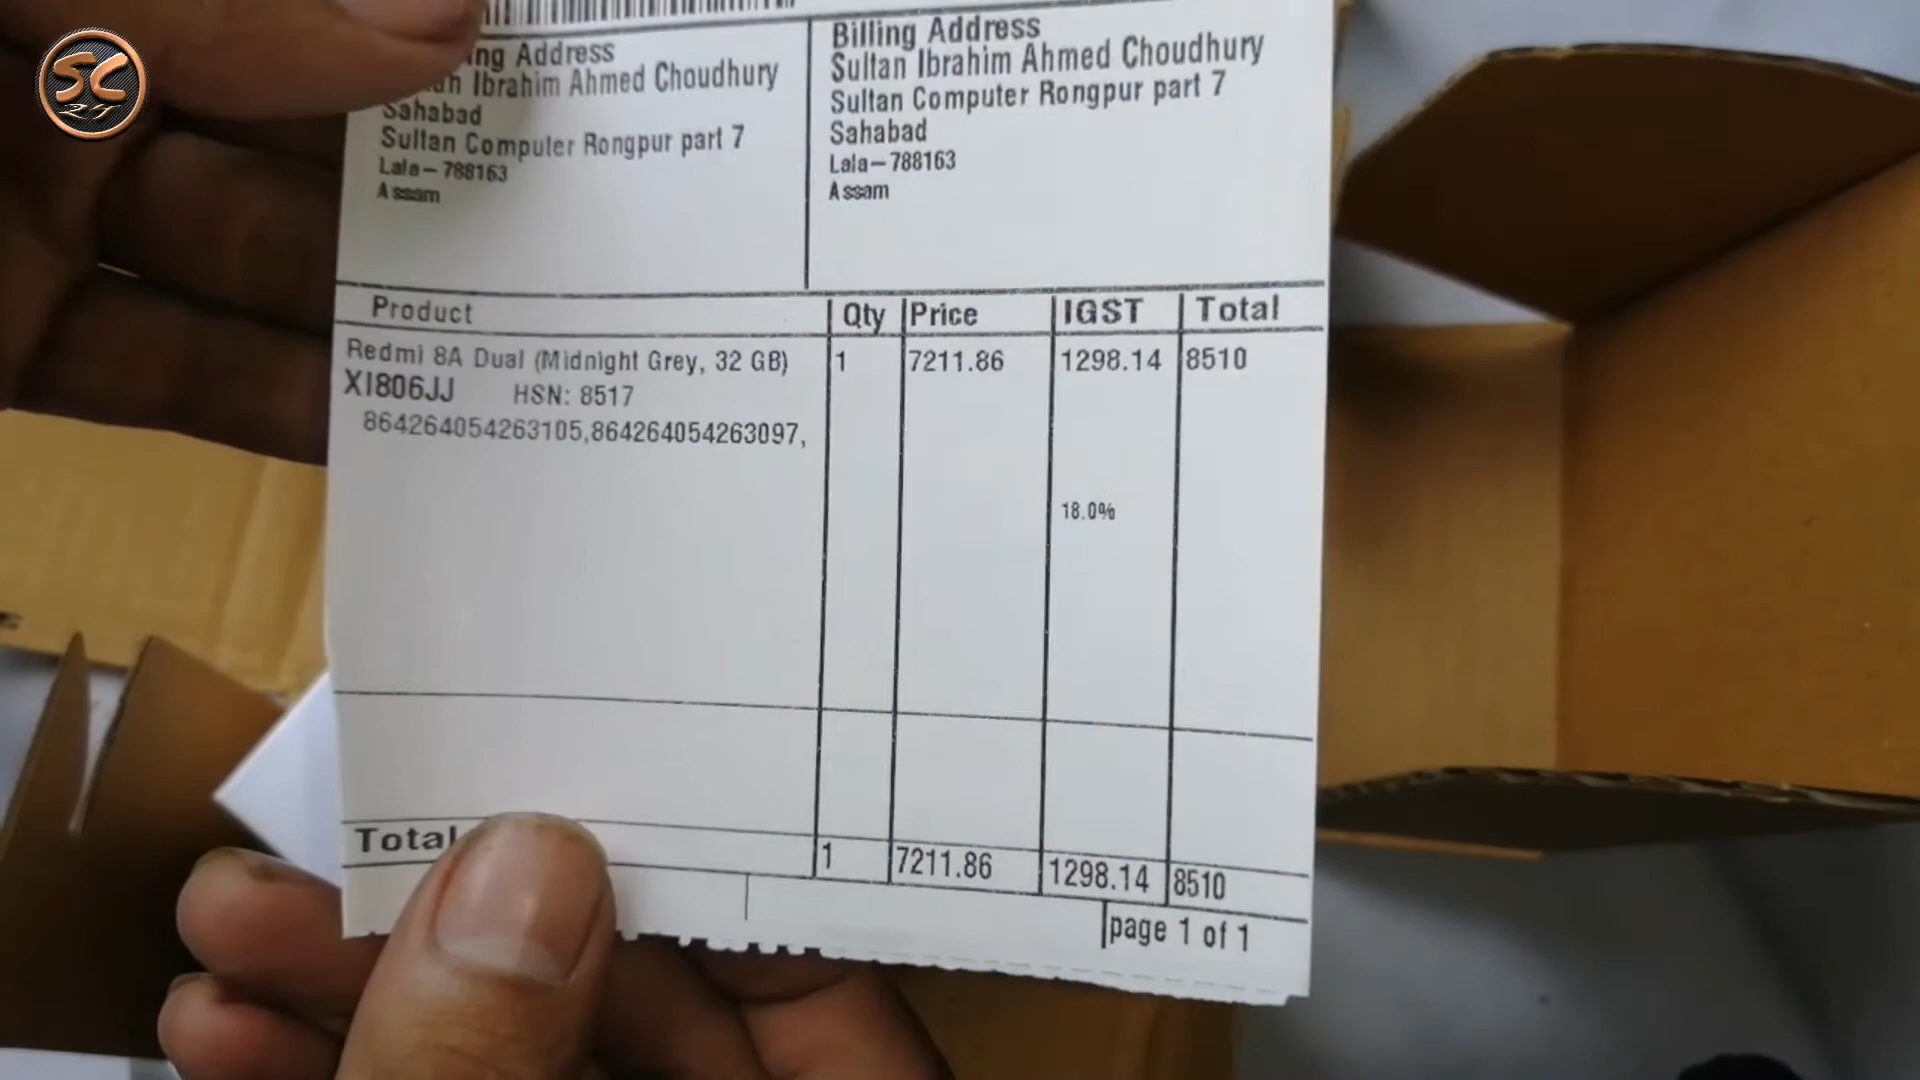 SC
ing Address
Ibrahim Ahmed Choudhury
Sahabad
Sultan Computer Rongpur part 7
Lala-788163
Assam
Billing Address
Sultan Ibrahim Ahmed Choudhury
Sultan Computer Rongpur part 7
Sahabad
Lala-788163
Assam
Product Qty Price IGST Total
Redmi 8A Dual (Midnight Grey, 32 GB) 1 7211.86 1298.14 8510
XI806JJ HSN: 8517
864264054263105,864264054263097,
18.0%
Total 1 7211.86 1298.14 8510
page 1 of 1